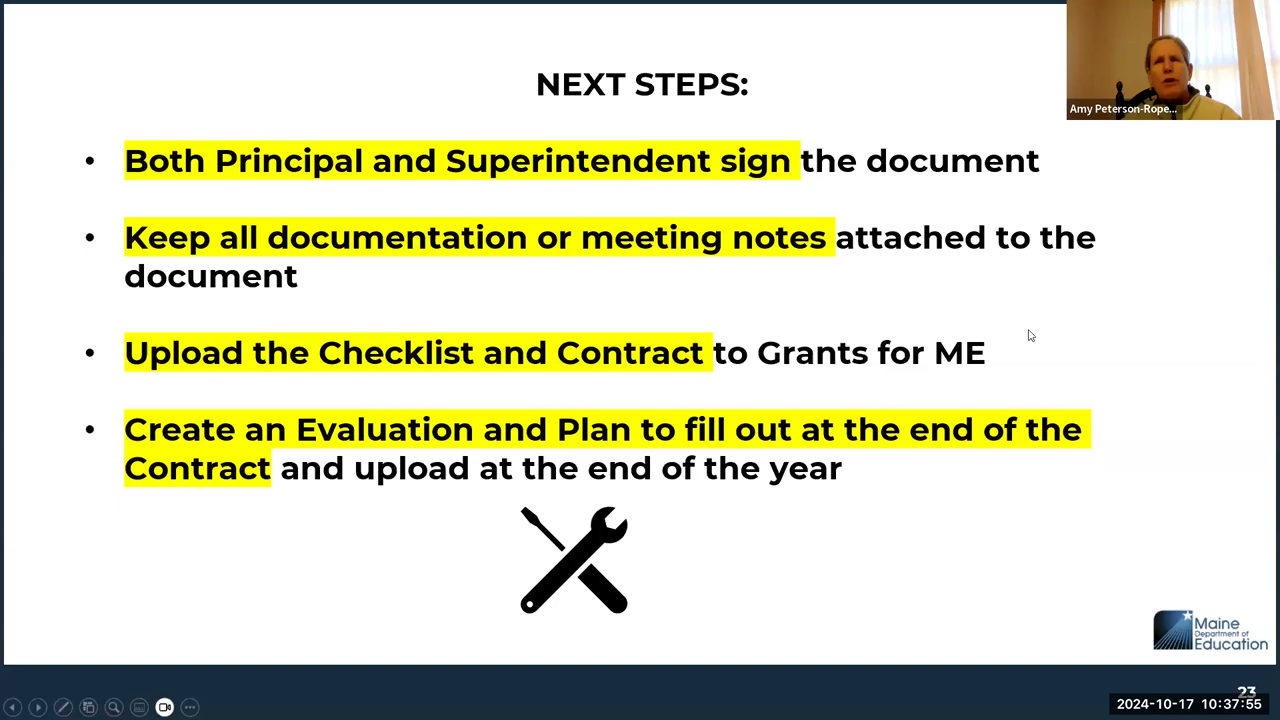 NEXT STEPS:
Amy Peterson-Rope...
• Both Principal and Superintendent sign the document
• Keep all documentation or meeting notes attached to the
document
• Upload the Checklist and Contract to Grants for ME
• Create an Evaluation and Plan to fill out at the end of the
Contract and upload at the end of the year
Maine
Department of
Education
23
2024-10-17 10:37:55